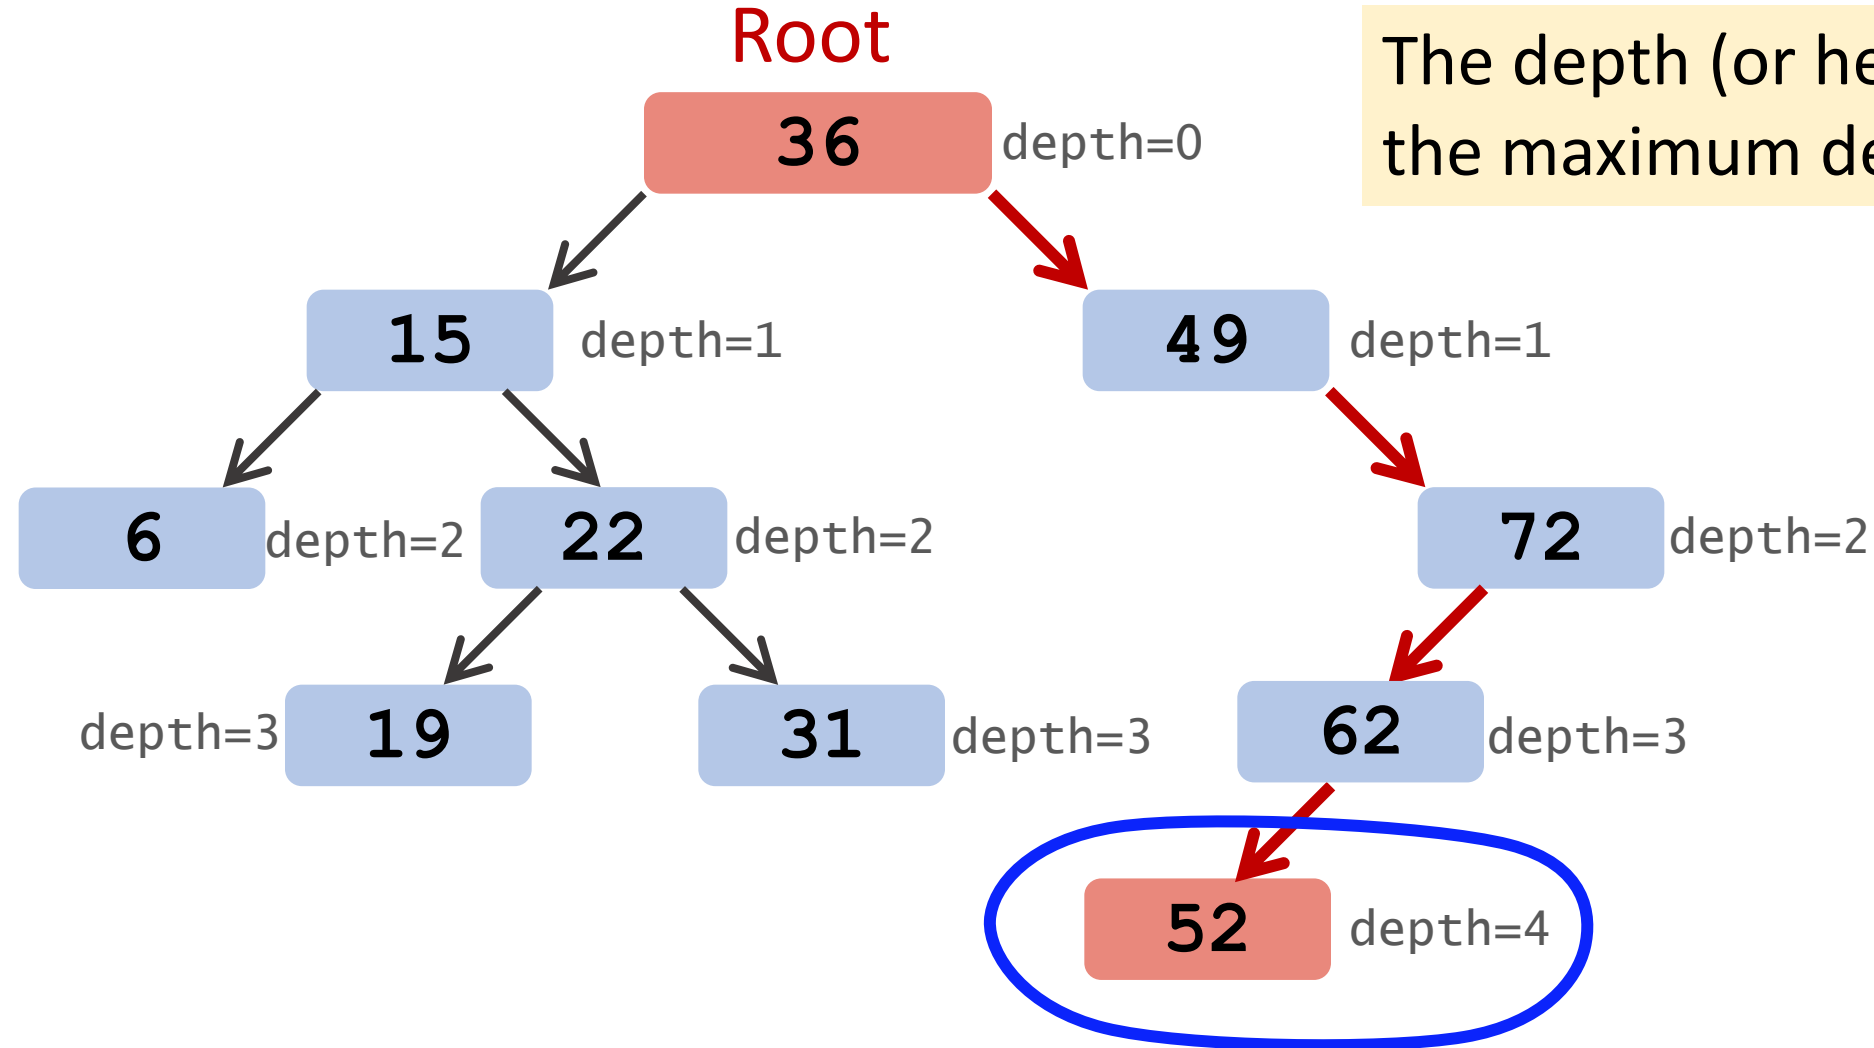 Root
The depth (or he
the maximum de
36 depth=0
15 depth=1 49 depth=1
6 depth=2 22 depth=2 72 depth=2
depth=3 19 31 depth=3 62 depth=3
52 depth=4